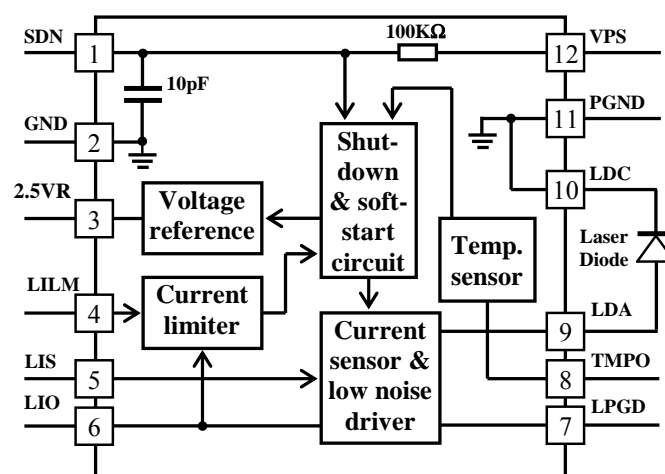 SDN
1
100KΩ
12
VPS
10pF
PGND
GND
2
11
Shut-
down
& soft-
start
circuit
LDC
10
2.5VR
3
Voltage
reference
Temp.
sensor
Laser
Diode
LILM
4
Current
limiter
LDA
9
Current
sensor &
low noise
driver
LIS
5
TMPO
8
LIO
6
LPGD
7